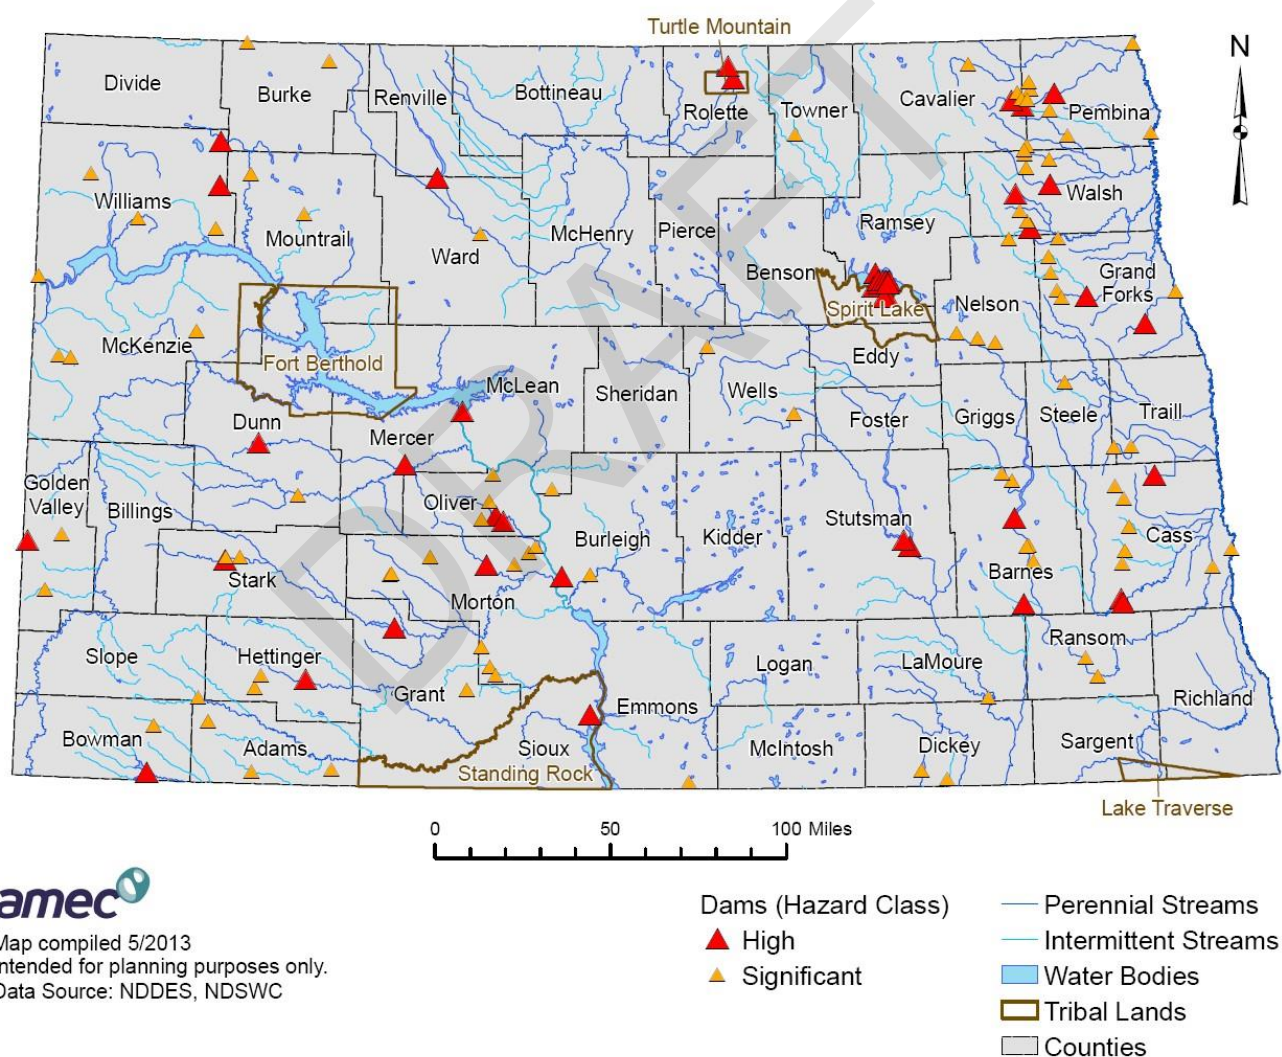 Turtle Mountain
N
Divide
Burke
Renville
Bottineau
Rolette
Towner
Cavalier
Pembina
Williams
Mountrail
Ward
McHenry
Pierce
Benson
Ramsey
Walsh
Spirit Lake
Nelson
Grand
Forks
McKenzie
Fort Berthold
McLean
Sheridan
Wells
Eddy
Foster
Griggs
Steele
Traill
Dunn
Mercer
Golden
Valley
Billings
Oliver
Burleigh
Kidder
Stutsman
Barnes
Cass
Stark
Morton
Slope
Hettinger
Grant
Emmons
Logan
LaMoure
Ransom
Richland
Bowman
Adams
Sioux
Standing Rock
McIntosh
Dickey
Sargent
Lake Traverse
DRAFT
0 50 100 Miles
amec
Map compiled 5/2013
ntended for planning purposes only.
Data Source: NDDES, NDSWC
Dams (Hazard Class)
High
Significant
Perennial Streams
Intermittent Streams
Water Bodies
Tribal Lands
Counties